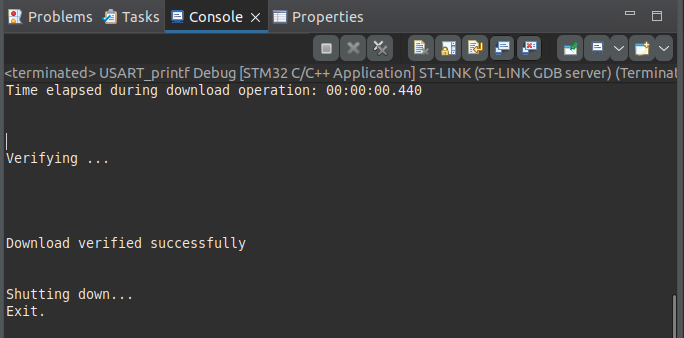 Problems Tasks Console Properties
<terminated> USART_printf Debug [STM32 C/C++ Application] ST-LINK (ST-LINK GDB server) (Terminat
Time elapsed during download operation: 00:00:00.440
Verifying ...
Download verified successfully
Shutting down...
Exit.